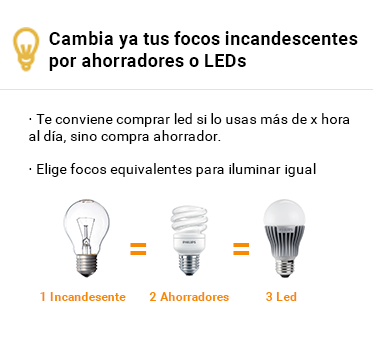 Cambia ya tus focos incandescentes
por ahorradores o LEDs
· Te conviene comprar led si lo usas más de x hora
al día, sino compra ahorrador.
· Elige focos equivalentes para iluminar igual
PHILIPS
= =
1 Incandesente 2 Ahorradores 3 Led